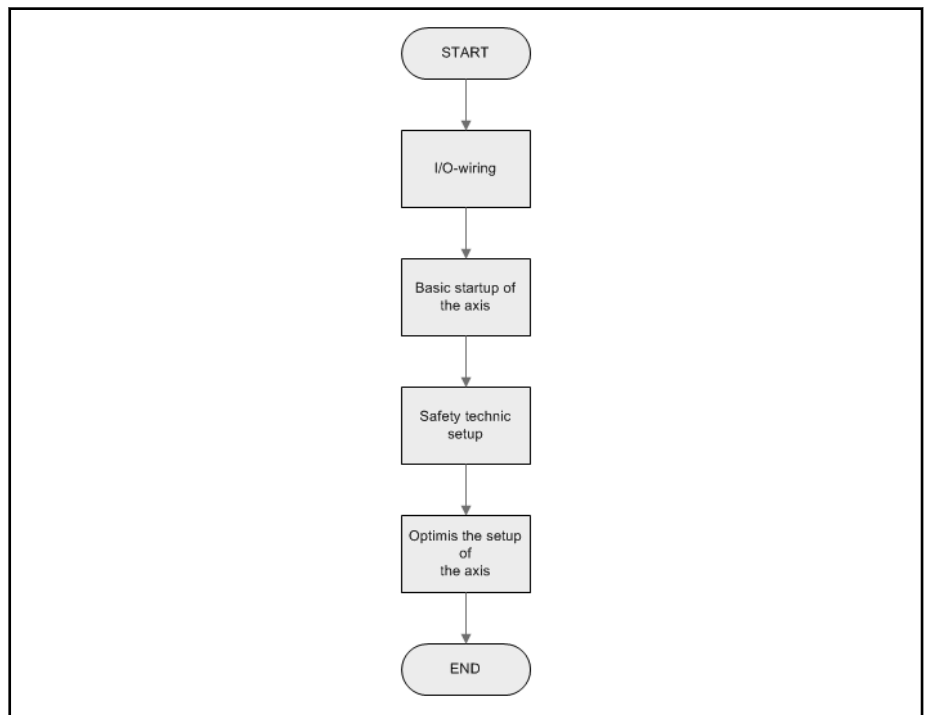 START
I/O-wiring
Basic startup of
the axis
Safety technic
setup
Optimis the setup
of
the axis
END